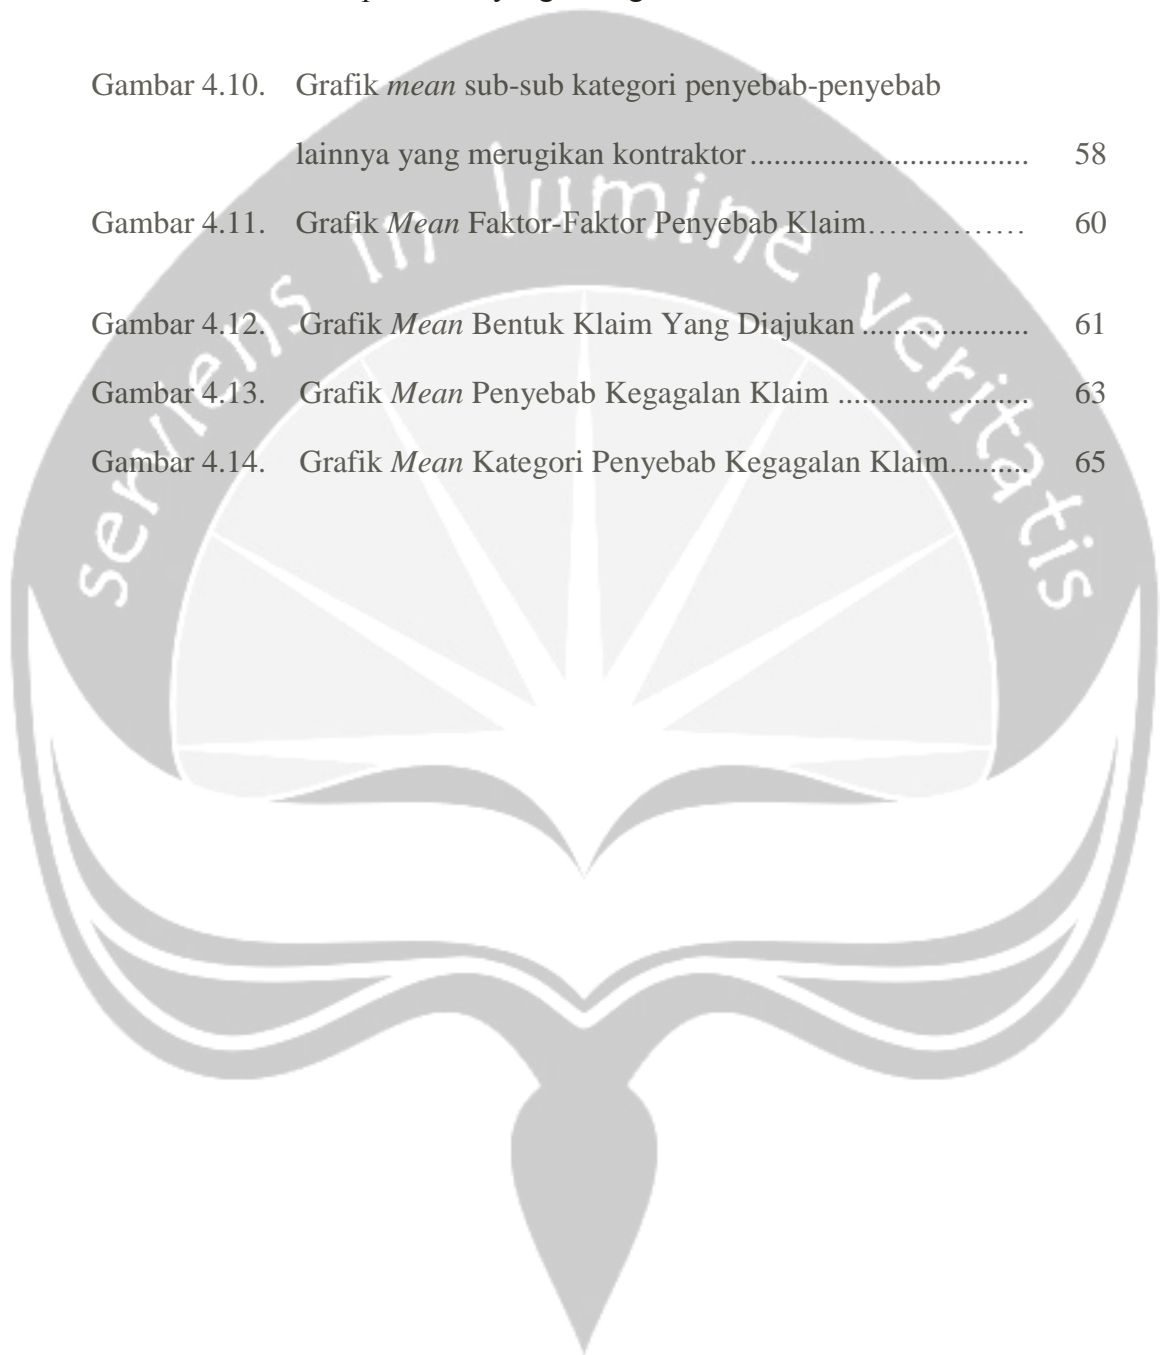 Gambar 4.10. Grafik mean sub-sub kategori penyebab-penyebab
lainnya yang merugikan kontraktor................................. 58
Gambar 4.11. Grafik Mean Faktor-Faktor Penyebab Klaim…………… 60
Gambar 4.12. Grafik Mean Bentuk Klaim Yang Diajukan ..................... 61
Gambar 4.13. Grafik Mean Penyebab Kegagalan Klaim ........................ 63
Gambar 4.14. Grafik Mean Kategori Penyebab Kegagalan Klaim.......... 65
serviens in lumine veritatis